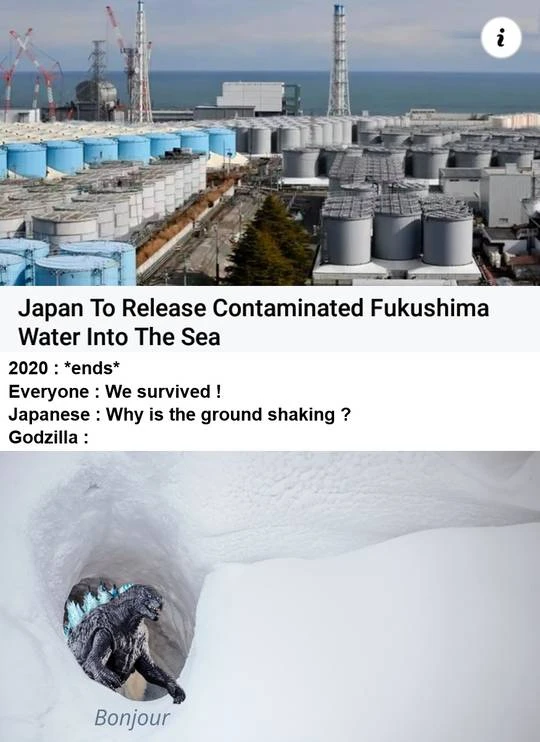 Japan To Release Contaminated Fukushima
Water Into The Sea
2020 : *ends*
Everyone : We survived !
Japanese : Why is the ground shaking ?
Godzilla :
Bonjour